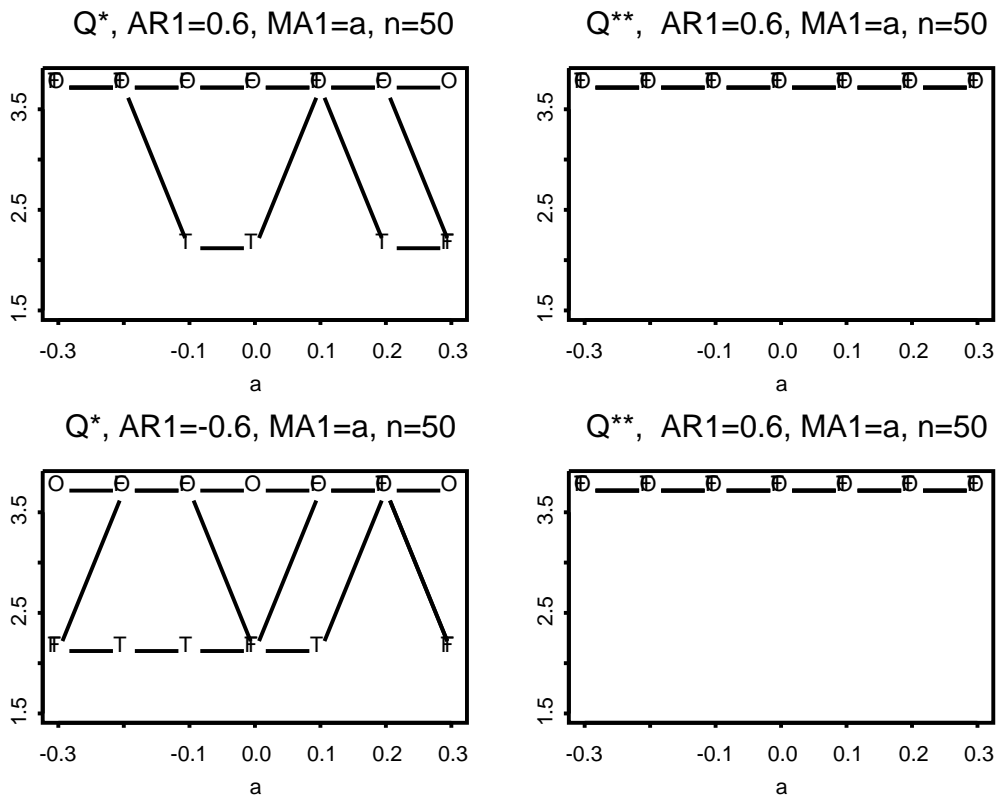 Q*, AR1=0.6, MA1=a, n=50
O
3.5
2.5
T T T
1.5
-0.3 -0.1 0.0 0.1 0.2 0.3
a
Q**, AR1=0.6, MA1=a, n=50
3.5
2.5
1.5
-0.3 -0.1 0.0 0.1 0.2 0.3
a
Q*, AR1=-0.6, MA1=a, n=50
O O O
3.5
2.5
T T T
1.5
-0.3 -0.1 0.0 0.1 0.2 0.3
a
Q**, AR1=0.6, MA1=a, n=50
3.5
2.5
1.5
-0.3 -0.1 0.0 0.1 0.2 0.3
a